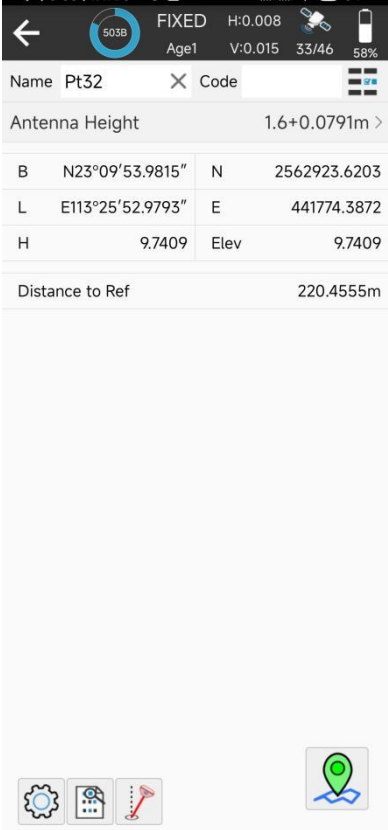 503B FIXED H:0.008
Age1 V:0.015 33/46 58%
Name Pt32 Code
Antenna Height 1.6+0.0791m
B N23°09′53.9815″ N 2562923.6203
L E113°25′52.9793″ E 441774.3872
H 9.7409 Elev 9.7409
Distance to Ref 220.4555m